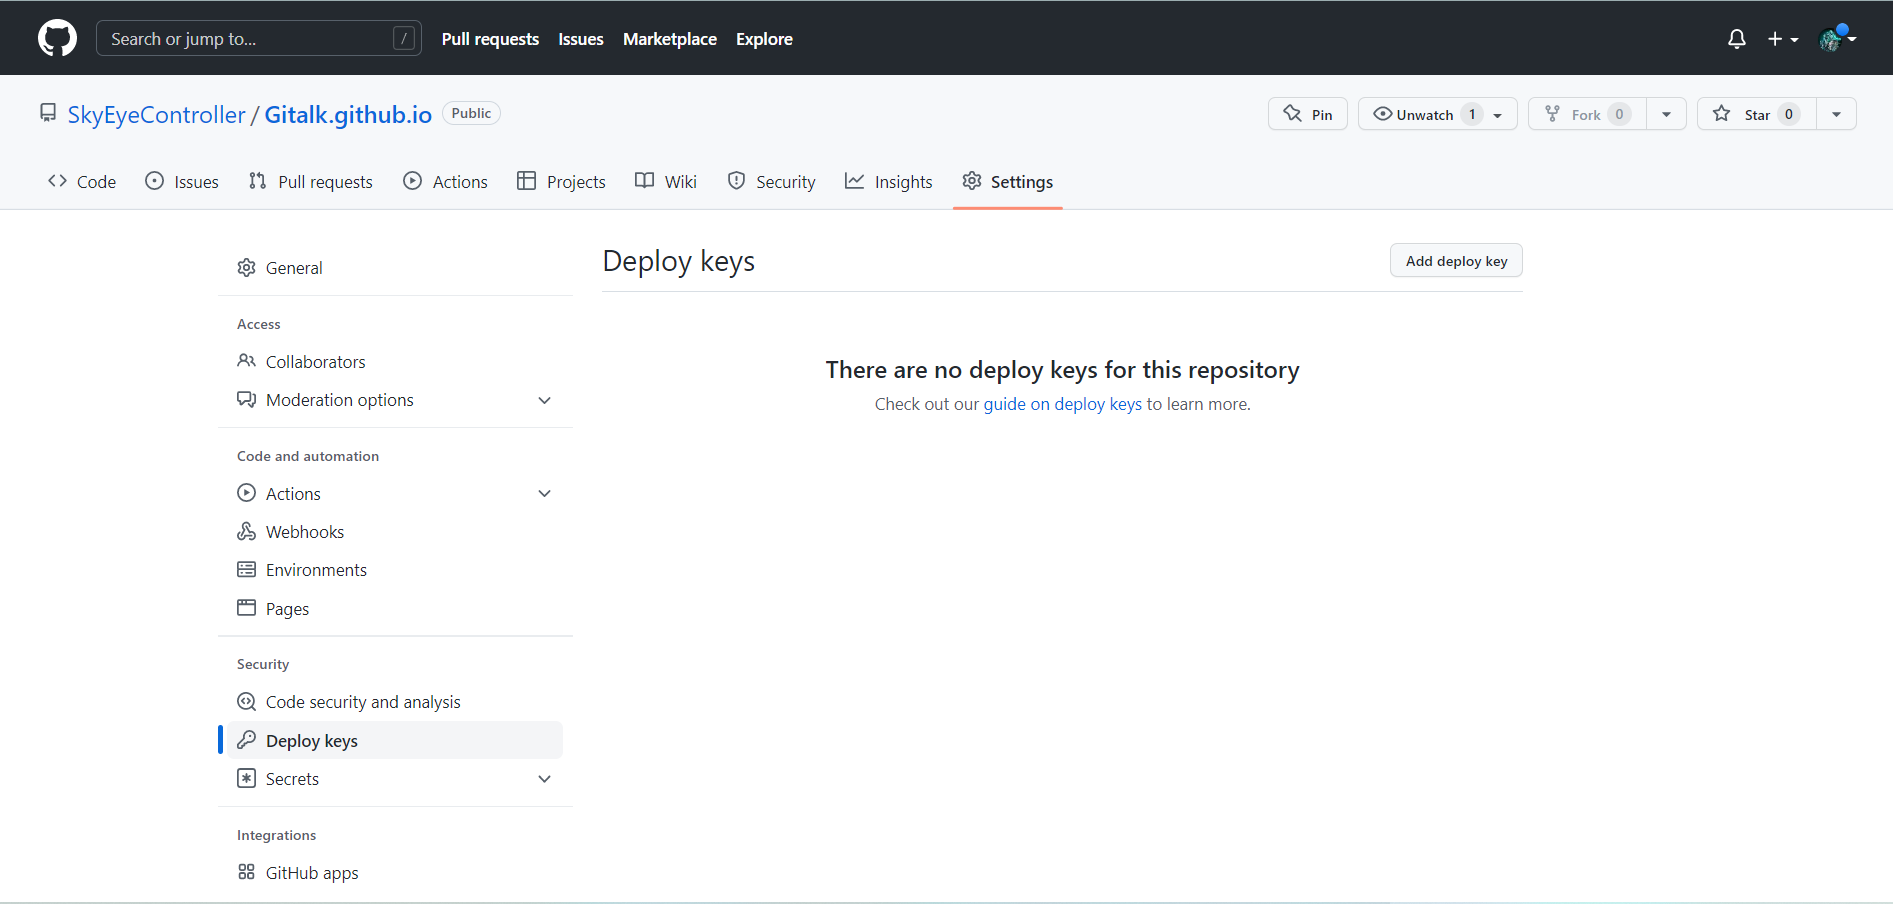 Search or jump to... / Pull requests Issues Marketplace Explore
SkyEyeController / Gitalk.github.io Public Pin Unwatch 1 Fork 0 Star 0
Code Issues Pull requests Actions Projects Wiki Security Insights Settings
General
Access
Collaborators
Moderation options
Code and automation
Actions
Webhooks
Environments
Pages
Security
Code security and analysis
Deploy keys
Secrets
Integrations
GitHub apps
Deploy keys Add deploy key
There are no deploy keys for this repository
Check out our guide on deploy keys to learn more.